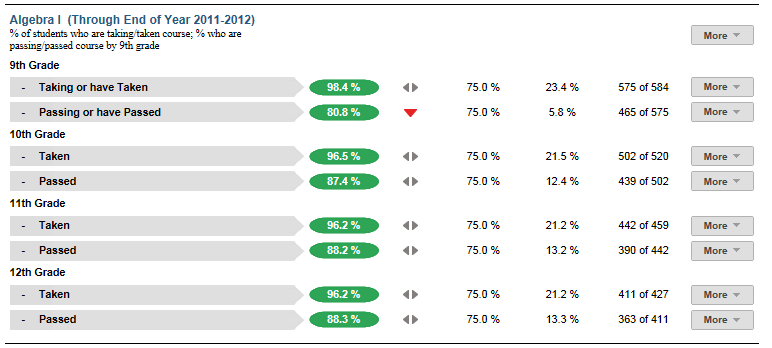 Algebra I (Through End of Year 2011-2012)
% of students who are taking/taken course; % who are
passing/passed course by 9th grade
More
9th Grade
- Taking or have Taken 98.4 % 75.0 % 23.4 % 575 of 584 More
- Passing or have Passed 80.8 % 75.0 % 5.8 % 465 of 575 More
10th Grade
- Taken 96.5 % 75.0 % 21.5 % 502 of 520 More
- Passed 87.4 % 75.0 % 12.4 % 439 of 502 More
11th Grade
- Taken 96.2 % 75.0 % 21.2 % 442 of 459 More
- Passed 88.2 % 75.0 % 13.2 % 390 of 442 More
12th Grade
- Taken 96.2 % 75.0 % 21.2 % 411 of 427 More
- Passed 88.3 % 75.0 % 13.3 % 363 of 411 More